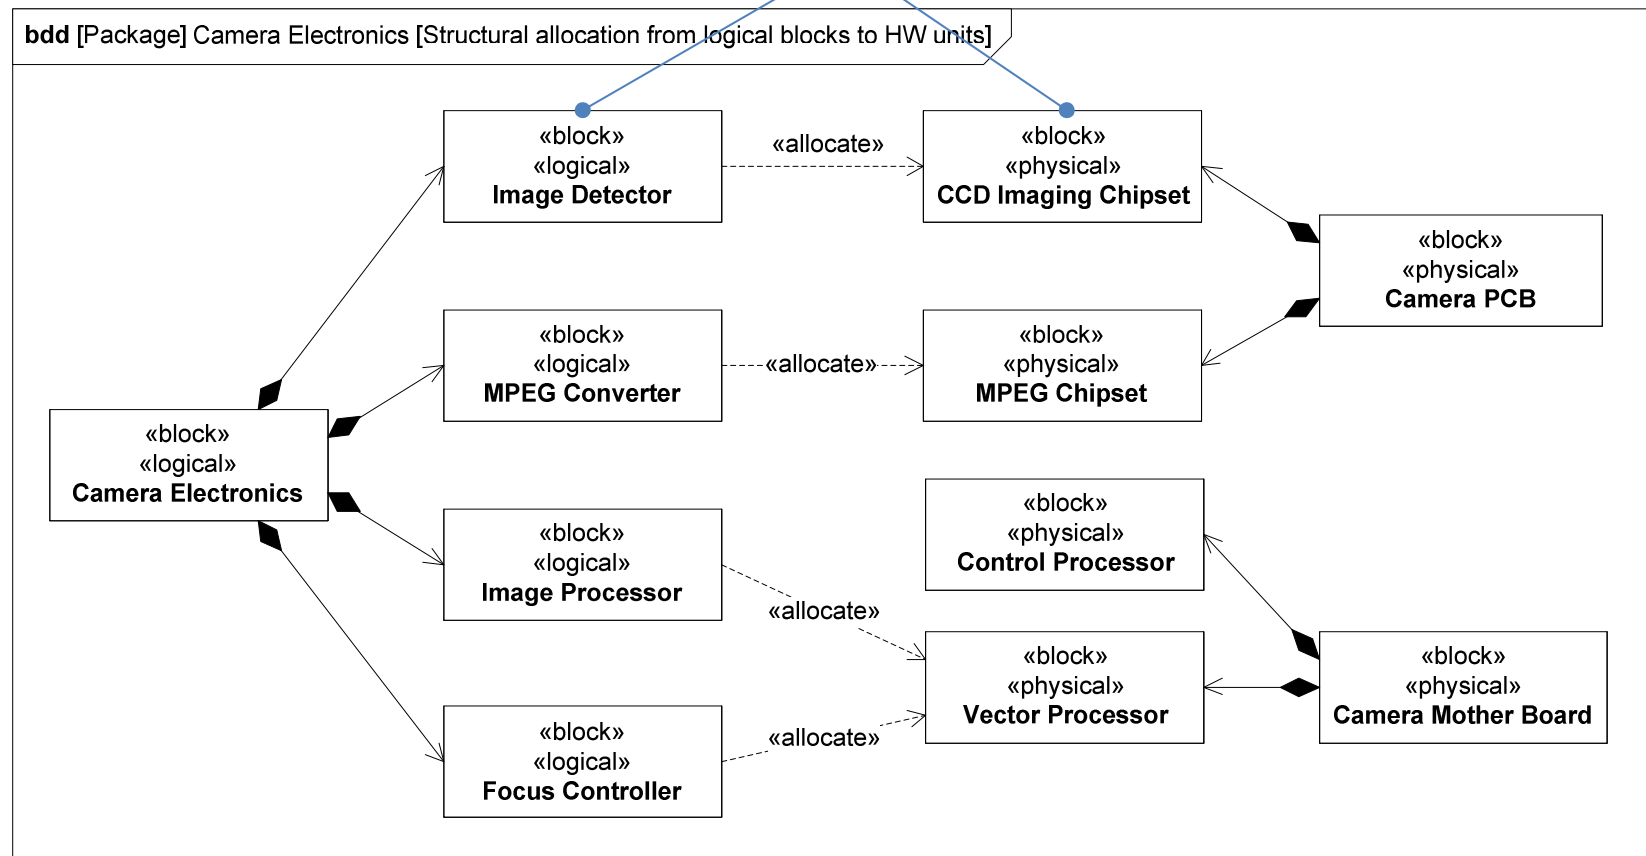 bdd [Package] Camera Electronics [Structural allocation from logical blocks to HW units]
«block»
«logical»
Image Detector
«allocate»
«block»
«physical»
CCD Imaging Chipset
«block»
«physical»
Camera PCB
«block»
«logical»
MPEG Converter
«allocate»
«block»
«physical»
MPEG Chipset
«block»
«logical»
Camera Electronics
«block»
«physical»
Control Processor
«block»
«logical»
Image Processor
«allocate»
«block»
«physical»
Vector Processor
«block»
«physical»
Camera Mother Board
«block»
«logical»
Focus Controller
«allocate»